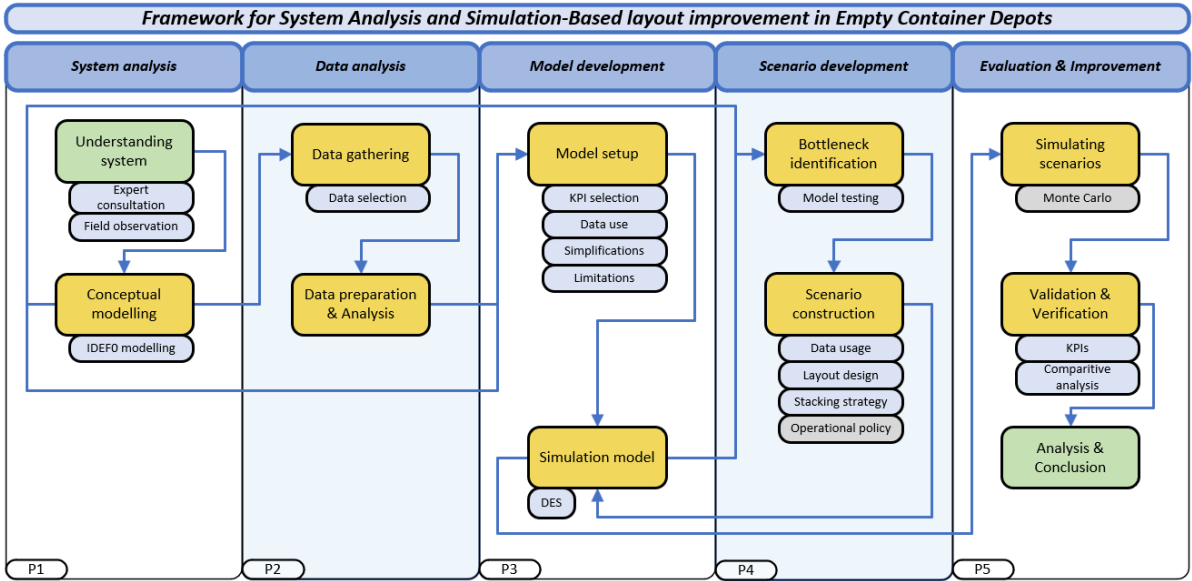 Framework for System Analysis and Simulation-Based layout improvement in Empty Container Depots
System analysis
Data analysis
Model development
Scenario development
Evaluation & Improvement
Understanding
system
Expert
consultation
Field observation
Conceptual
modelling
IDEF0 modelling
P1
Data gathering
Data selection
Data preparation
& Analysis
P2
Model setup
KPI selection
Data use
Simplifications
Limitations
Simulation model
DES
P3
Bottleneck
identification
Model testing
Scenario
construction
Data usage
Layout design
Stacking strategy
Operational policy
P4
Simulating
scenarios
Monte Carlo
Validation &
Verification
KPIs
Comparitive
analysis
Analysis &
Conclusion
P5